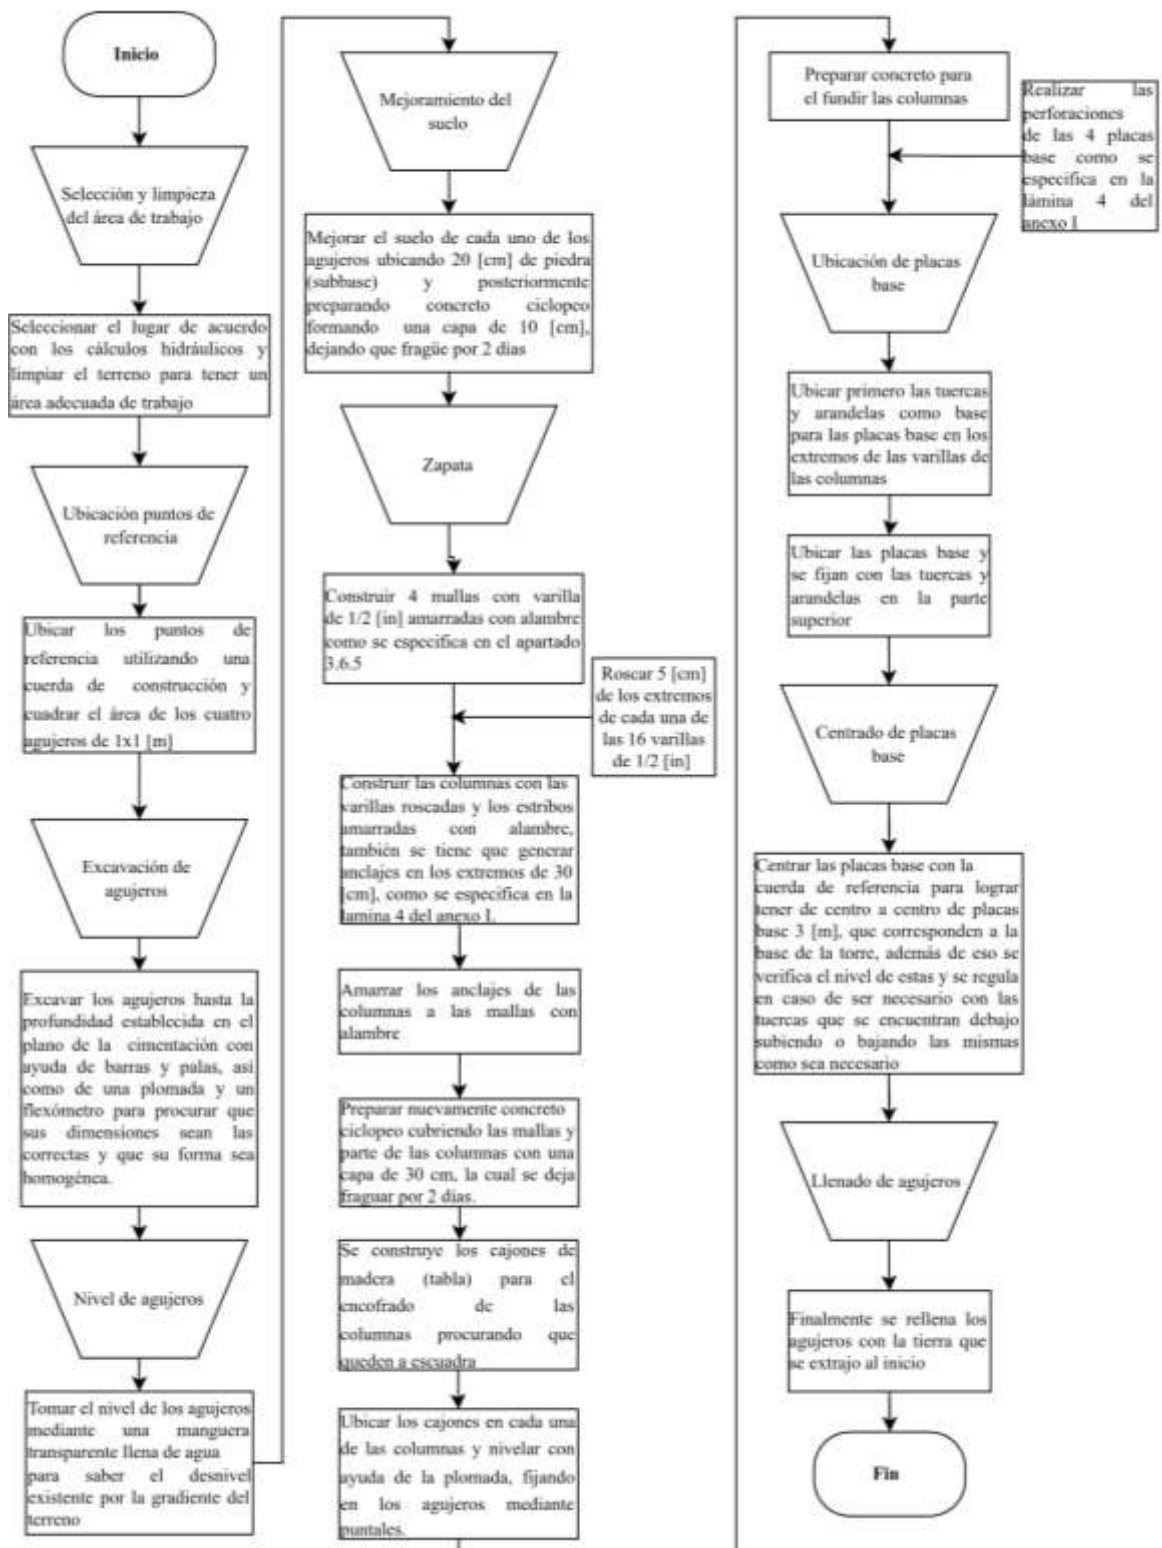 Inicio
Selección y limpieza
del área de trabajo
Seleccionar el lugar de acuerdo
con los cálculos hidráulicos y
limpiar el terreno para tener un
área adecuada de trabajo
Ubicación puntos de
referencia
Ubicar los puntos de
referencia utilizando una
cuerda de construcción y
cuadrar el área de los cuatro
agujeros de 1x1 [m]
Excavación de
agujeros
Excavar los agujeros hasta la
profundidad establecida en el
plano de la cimentación con
ayuda de barras y palas, así
como de una plomada y un
flexómetro para procurar que
sus dimensiones sean las
correctas y que su forma sea
homogénea.
Nivel de agujeros
Tomar el nivel de los agujeros
mediante una manguera
transparente llena de agua
para saber el desnivel
existente por la gradiente del
terreno
Mejoramiento del
suelo
Mejorar el suelo de cada uno de los
agujeros ubicando 20 [cm] de piedra
(subbase) y posteriormente
preparando concreto ciclopeo
formando una capa de 10 [cm],
dejando que fragüe por 2 días
Zapata
Construir 4 mallas con varilla
de 1/2 [in] amarradas con alambre
como se especifica en el apartado
3.6.5
Roscar 5 [cm]
de los extremos
de cada una de
las 16 varillas
de 1/2 [in]
Construir las columnas con las
varillas roscadas y los estribos
amarradas con alambre,
también se tiene que generar
anclajes en los extremos de 30
[cm], como se especifica en la
lamina 4 del anexo I.
Amarrar los anclajes de las
columnas a las mallas con
alambre
Preparar nuevamente concreto
ciclopeo cubriendo las mallas y
parte de las columnas con una
capa de 30 cm, la cual se deja
fraguar por 2 días.
Se construye los cajones de
madera (tabla) para el
encofrado de las
columnas procurando que
queden a escuadra
Ubicar los cajones en cada una
de las columnas y nivelar con
ayuda de la plomada, fijando
en los agujeros mediante
puntales.
Preparar concreto para
el fundir las columnas
Realizar las
perforaciones
de las 4 placas
base como se
especifica en la
lámina 4 del
anexo I
Ubicación de placas
base
Ubicar primero las tuercas
y arandelas como base
para las placas base en los
extremos de las varillas de
las columnas
Ubicar las placas base y
se fijan con las tuercas y
arandelas en la parte
superior
Centrado de placas
base
Centrar las placas base con la
cuerda de referencia para lograr
tener de centro a centro de placas
base 3 [m], que corresponden a la
base de la torre, además de eso se
verifica el nivel de estas y se regula
en caso de ser necesario con las
tuercas que se encuentran debajo
subiendo o bajando las mismas
como sea necesario
Llenado de agujeros
Finalmente se rellena los
agujeros con la tierra que
se extrajo al inicio
Fin